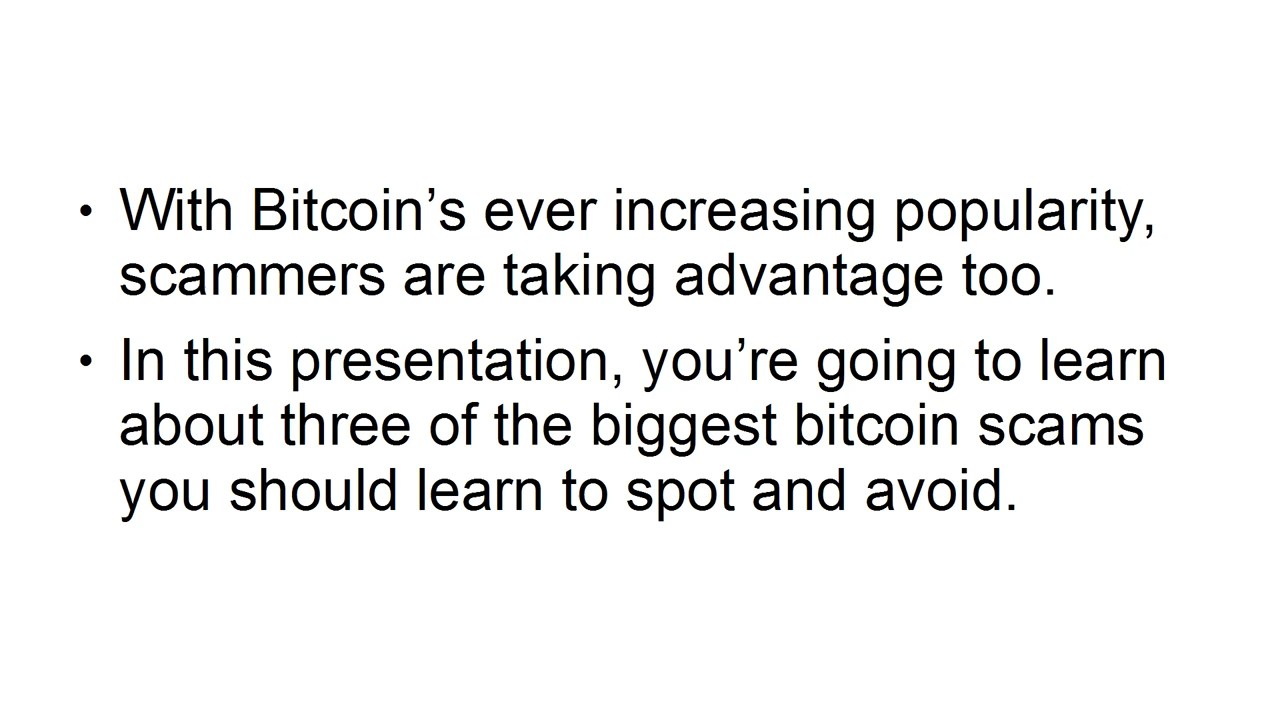 • With Bitcoin’s ever increasing popularity,
scammers are taking advantage too.
• In this presentation, you’re going to learn
about three of the biggest bitcoin scams
you should learn to spot and avoid.